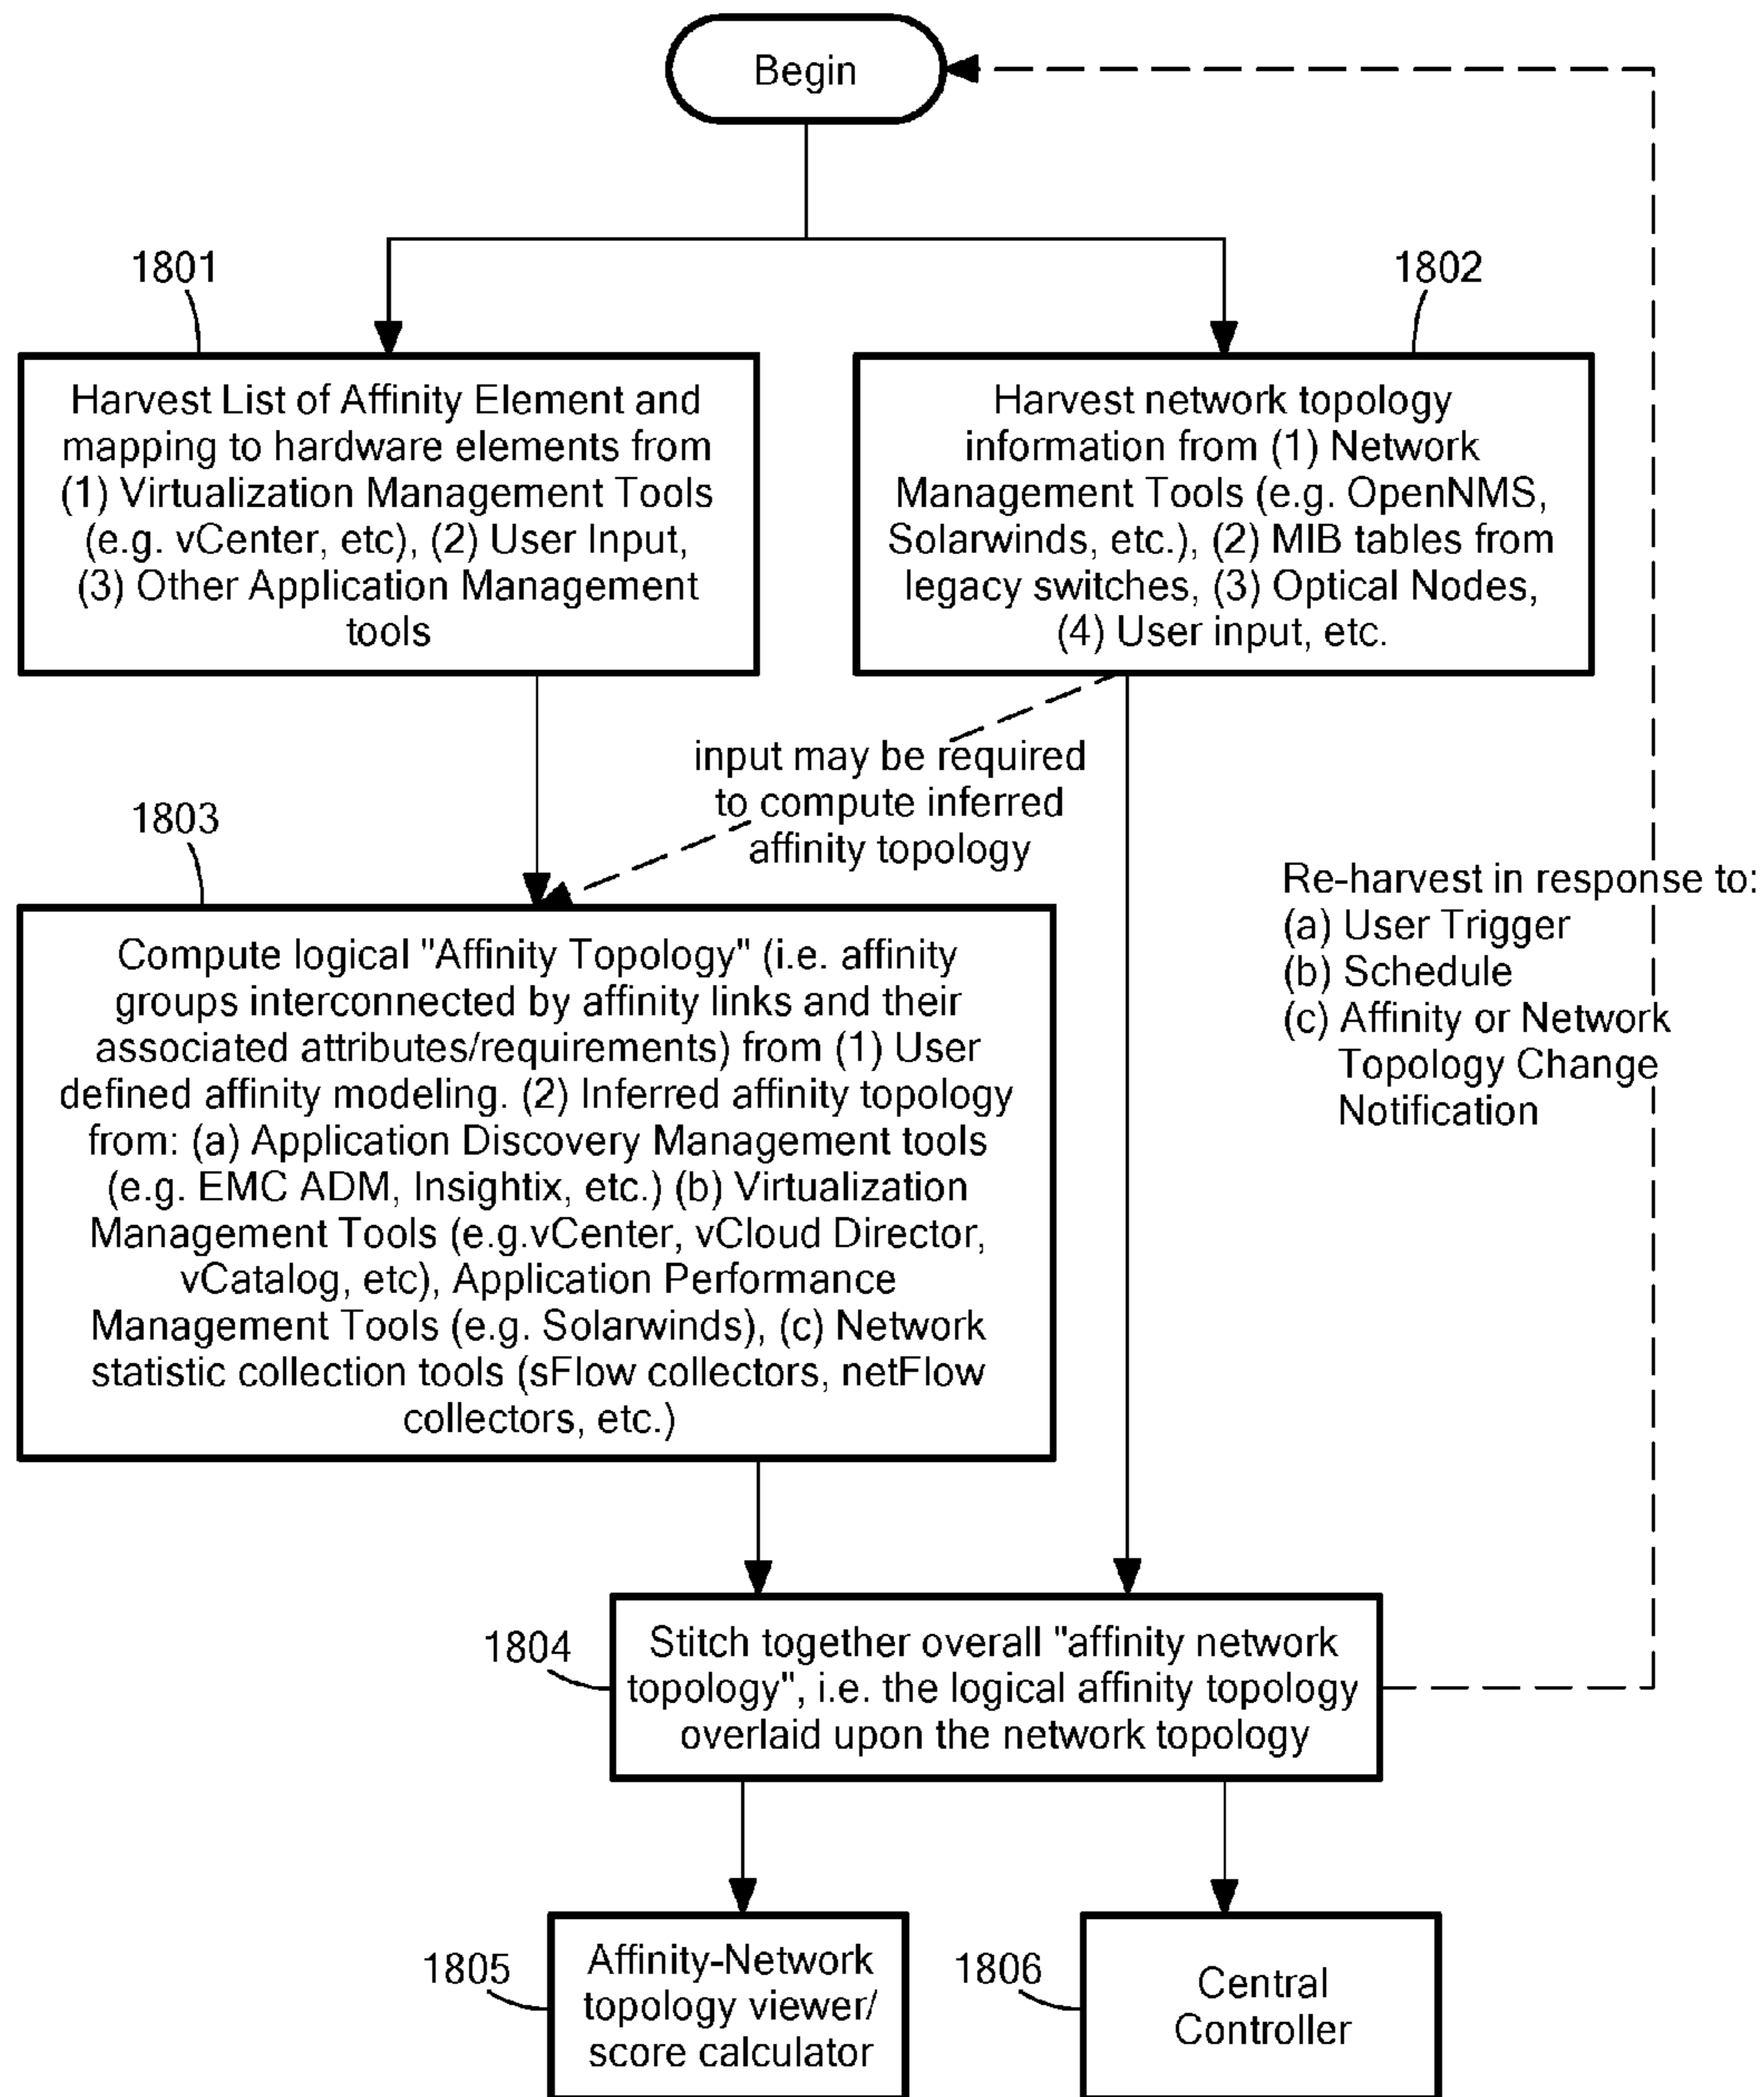 Begin
1801
1802
Harvest List of Affinity Element and
mapping to hardware elements from
(1) Virtualization Management Tools
(e.g. vCenter, etc), (2) User Input,
(3) Other Application Management
tools
Harvest network topology
information from (1) Network
Management Tools (e.g. OpenNMS,
Solarwinds, etc.), (2) MIB tables from
legacy switches, (3) Optical Nodes,
(4) User input, etc.
input may be required
to compute inferred
affinity topology
1803
Re-harvest in response to:
(a) User Trigger
(b) Schedule
(c) Affinity or Network
Topology Change
Notification
Compute logical "Affinity Topology" (i.e. affinity
groups interconnected by affinity links and their
associated attributes/requirements) from (1) User
defined affinity modeling. (2) Inferred affinity topology
from: (a) Application Discovery Management tools
(e.g. EMC ADM, Insightix, etc.) (b) Virtualization
Management Tools (e.g.vCenter, vCloud Director,
vCatalog, etc), Application Performance
Management Tools (e.g. Solarwinds), (c) Network
statistic collection tools (sFlow collectors, netFlow
collectors, etc.)
1804
Stitch together overall "affinity network
topology", i.e. the logical affinity topology
overlaid upon the network topology
1805
Affinity-Network
topology viewer/
score calculator
1806
Central
Controller